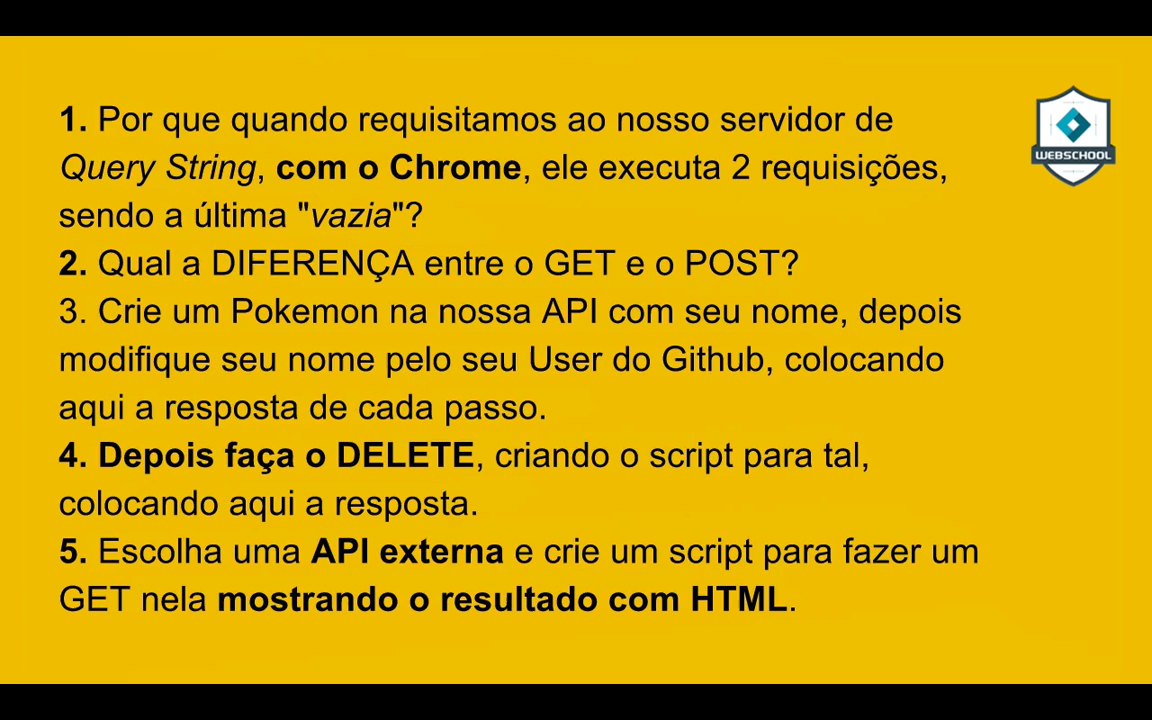 1. Por que quando requisitamos ao nosso servidor de
Query String, com o Chrome, ele executa 2 requisições,
sendo a última "vazia"?
2. Qual a DIFERENÇA entre o GET e o POST?
3. Crie um Pokemon na nossa API com seu nome, depois
modifique seu nome pelo seu User do Github, colocando
aqui a resposta de cada passo.
4. Depois faça o DELETE, criando o script para tal,
colocando aqui a resposta.
5. Escolha uma API externa e crie um script para fazer um
GET nela mostrando o resultado com HTML.
WEBSCHOOL